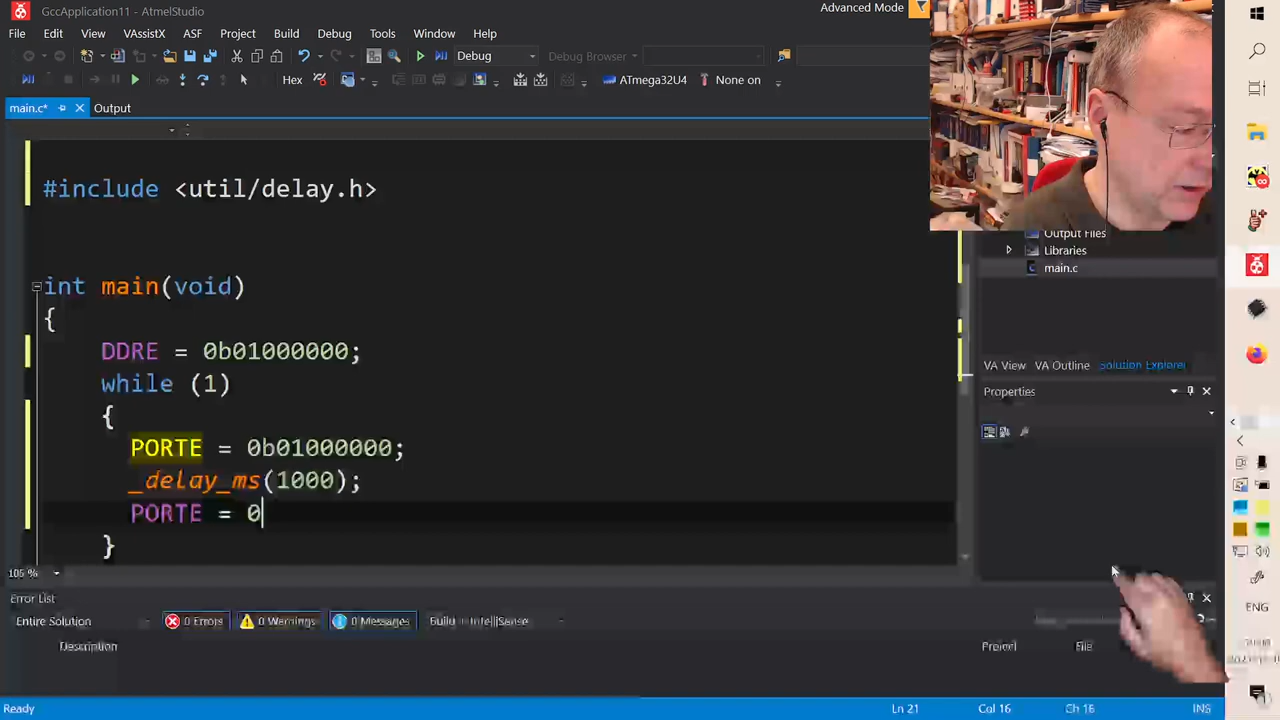 GccApplication11 - AtmelStudio
Advanced Mode
File Edit View VAssistX ASF Project Build Debug Tools Window Help
Debug Debug Browser
Hex ATmega32U4 None on
main.c* Output
#include <util/delay.h>
int main(void)
{
DDRE = 0b01000000;
while (1)
{
PORTE = 0b01000000;
_delay_ms(1000);
PORTE = 0
}
105 %
Output Files
Libraries
main.c
VA View VA Outline Solution Explorer
Properties
Error List
Entire Solution 0 Errors 0 Warnings 0 Messages Build + IntelliSense
Description File
Ready Ln 21 Col 16 Ch 16 INS
ENG